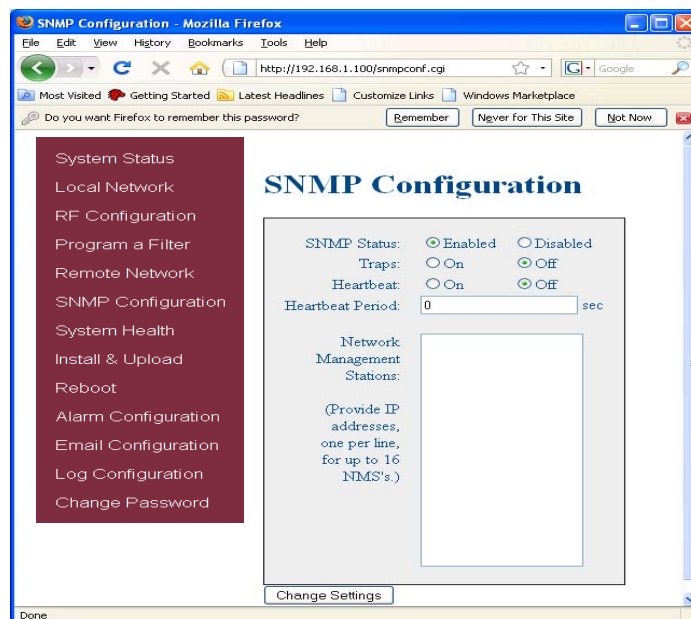 SNMP Configuration - Mozilla Firefox
File Edit View History Bookmarks Tools Help
http://192.168.1.100/snmpconf.cgi
G Google
Most Visited Getting Started Latest Headlines Customize Links Windows Marketplace
Do you want Firefox to remember this password? Remember Never for This Site Not Now
System Status
Local Network
RF Configuration
Program a Filter
Remote Network
SNMP Configuration
System Health
Install & Upload
Reboot
Alarm Configuration
Email Configuration
Log Configuration
Change Password
SNMP Configuration
SNMP Status: Enabled Disabled
Traps: On Off
Heartbeat: On Off
Heartbeat Period: 0 sec
Network
Management
Stations:
(Provide IP
addresses,
one per line,
for up to 16
NMS's.)
Change Settings
Done